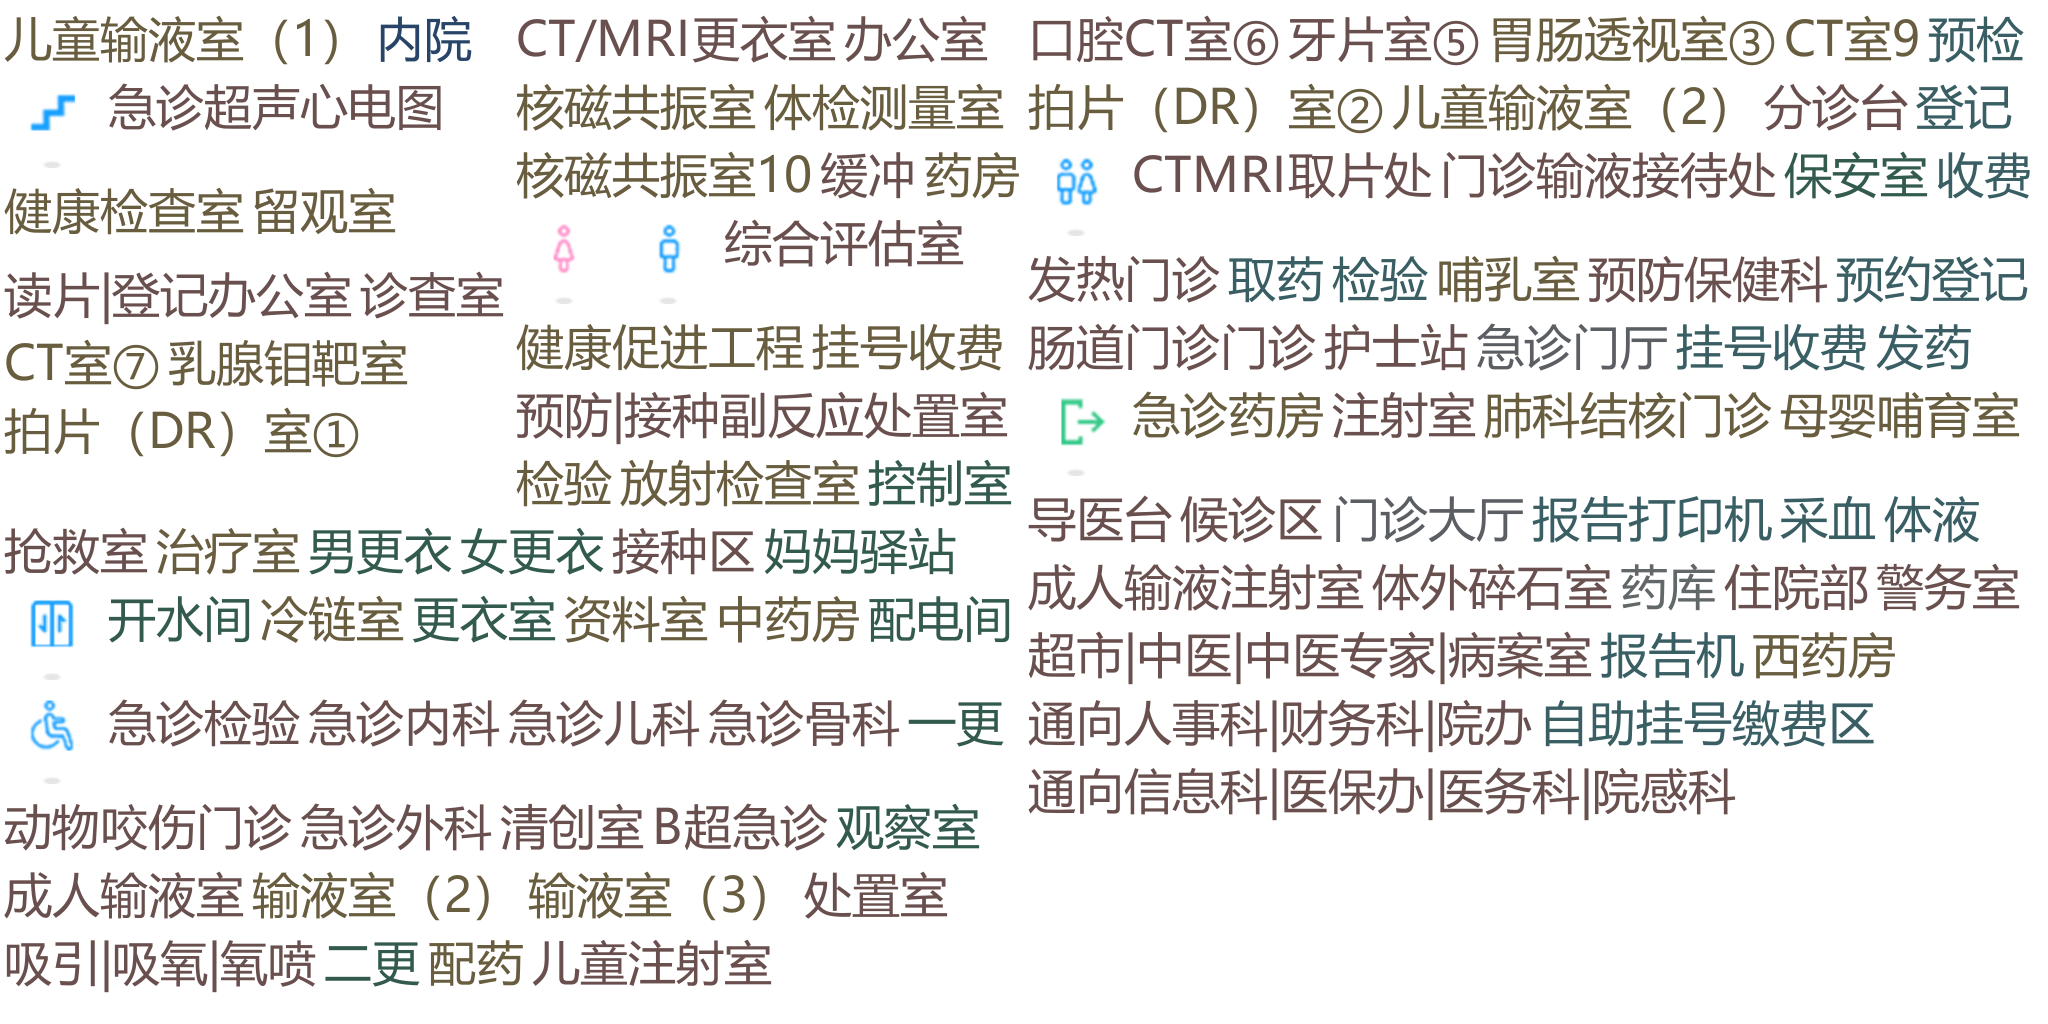 儿童输液室（1） 内院
急诊超声心电图
健康检查室 留观室
读片|登记办公室 诊查室
CT室⑦ 乳腺钼靶室
拍片（DR）室①
CT/MRI更衣室 办公室
核磁共振室 体检测量室
核磁共振室10 缓冲 药房
综合评估室
健康促进工程 挂号收费
预防|接种副反应处置室
检验 放射检查室 控制室
抢救室 治疗室 男更衣 女更衣 接种区 妈妈驿站
开水间 冷链室 更衣室 资料室 中药房 配电间
急诊检验 急诊内科 急诊儿科 急诊骨科 一更
动物咬伤门诊 急诊外科 清创室 B超急诊 观察室
成人输液室 输液室（2） 输液室（3） 处置室
吸引|吸氧|氧喷 二更 配药 儿童注射室
口腔CT室⑥ 牙片室⑤ 胃肠透视室③ CT室9 预检
拍片（DR）室② 儿童输液室（2） 分诊台 登记
CTMRI取片处 门诊输液接待处 保安室 收费
发热门诊 取药 检验 哺乳室 预防保健科 预约登记
肠道门诊门诊 护士站 急诊门厅 挂号收费 发药
急诊药房 注射室 肺科结核门诊 母婴哺育室
导医台 候诊区 门诊大厅 报告打印机 采血 体液
成人输液注射室 体外碎石室 药库 住院部 警务室
超市|中医|中医专家|病案室 报告机 西药房
通向人事科|财务科|院办 自助挂号缴费区
通向信息科|医保办|医务科|院感科